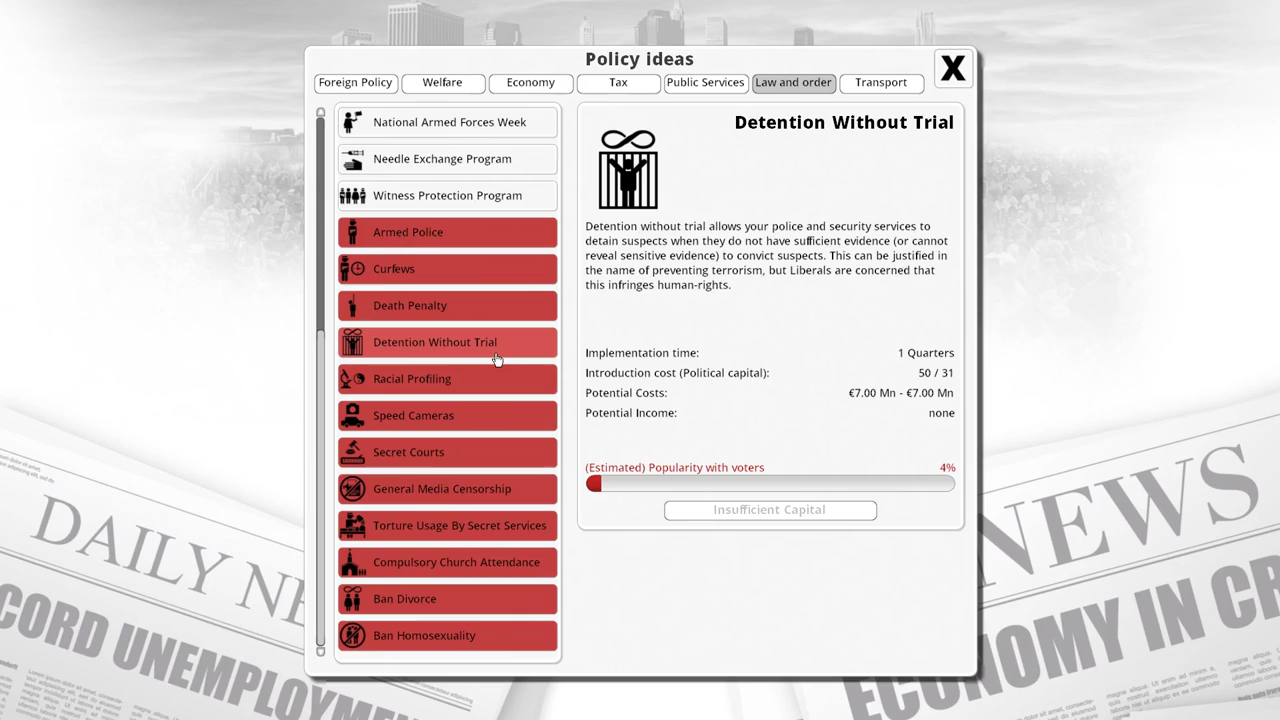 Policy ideas
X
Foreign Policy
Welfare
Economy
Tax
Public Services
Law and order
Transport
National Armed Forces Week
Needle Exchange Program
Witness Protection Program
Armed Police
Curfews
Death Penalty
Detention Without Trial
Racial Profiling
Speed Cameras
Secret Courts
General Media Censorship
Torture Usage By Secret Services
Compulsory Church Attendance
Ban Divorce
Ban Homosexuality
Detention Without Trial
Detention without trial allows your police and security services to
detain suspects when they do not have sufficient evidence (or cannot
reveal sensitive evidence) to convict suspects. This can be justified in
the name of preventing terrorism, but Liberals are concerned that
this infringes human-rights.
Implementation time: 1 Quarters
Introduction cost (Political capital): 50 / 31
Potential Costs: €7.00 Mn - €7.00 Mn
Potential Income: none
(Estimated) Popularity with voters 4%
Insufficient Capital
DAILY NE
CORD UNEMPLOYM
NEWS
ECONOMY IN CR